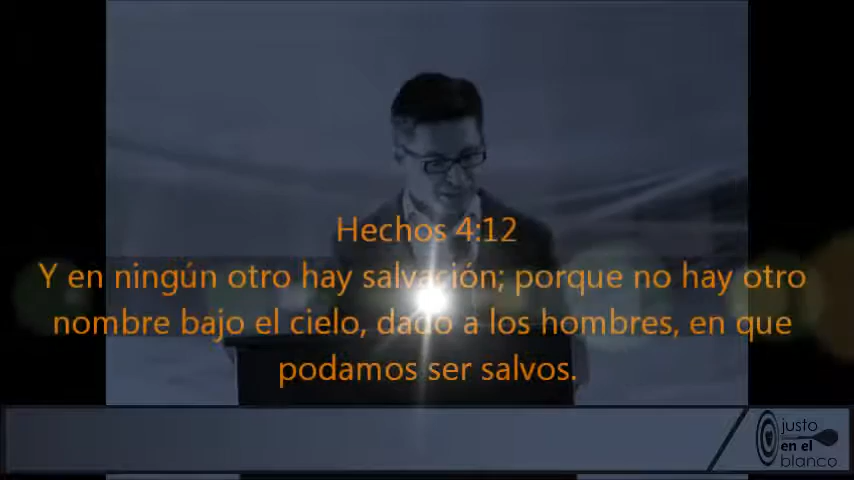 Hechos 4:12
Y en ningún otro hay salvación; porque no hay otro
nombre bajo el cielo, dado a los hombres, en que
podamos ser salvos.
justo
en el
blanco